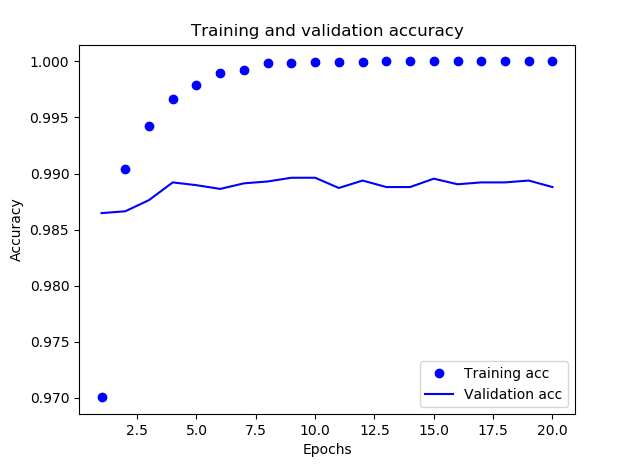 Training and validation accuracy
1.000
0.995
0.990
0.985
0.980
0.975
0.970
Accuracy
Training acc
Validation acc
2.5 5.0 7.5 10.0 12.5 15.0 17.5 20.0
Epochs